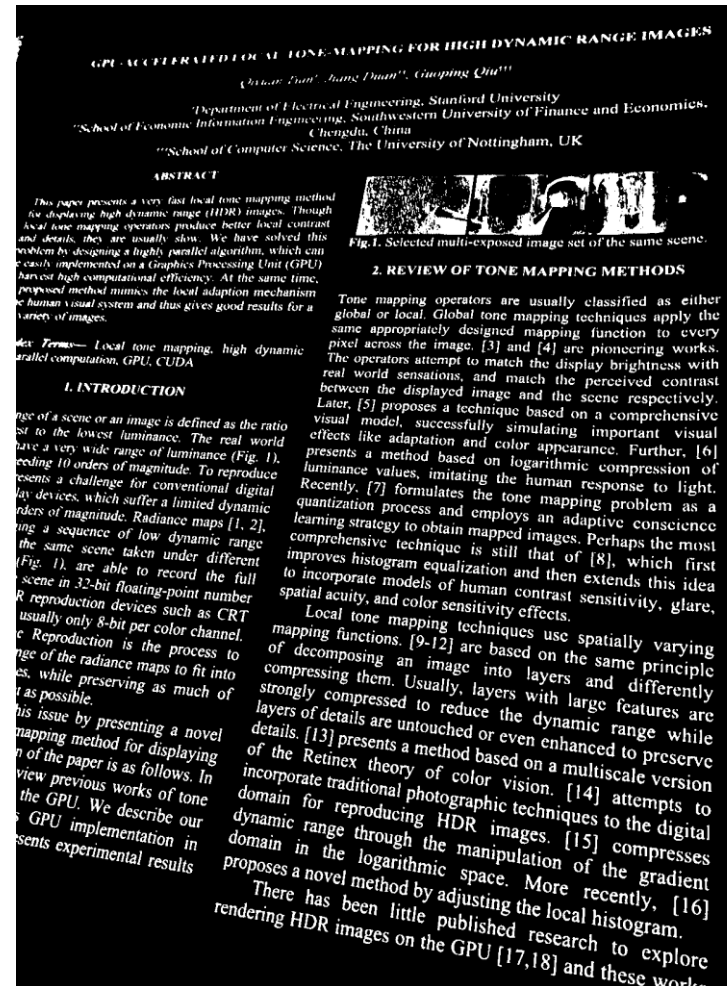 GPU-ACCELERATED LOCAL TONE-MAPPING FOR HIGH DYNAMIC RANGE IMAGES
Qiyuan Tian', Jiang Duan'', Guoping Qiu'''
'Department of Electrical Engineering, Stanford University
''School of Economic Information Engineering, Southwestern University of Finance and Economics,
Chengdu, China
'''School of Computer Science, The University of Nottingham, UK
ABSTRACT
This paper presents a very fast local tone mapping method
for displaying high dynamic range (HDR) images. Though
local tone mapping operators produce better local contrast
and details, they are usually slow. We have solved this
problem by designing a highly parallel algorithm, which can
easily implemented on a Graphics Processing Unit (GPU)
harvest high computational efficiency. At the same time,
proposed method mimics the local adaption mechanism
human visual system and thus gives good results for a
variety of images.
Terms— Local tone mapping, high dynamic
parallel computation, GPU, CUDA
1. INTRODUCTION
of a scene or an image is defined as the ratio
to the lowest luminance. The real world
have a very wide range of luminance (Fig. 1),
10 orders of magnitude. To reproduce
a challenge for conventional digital
devices, which suffer a limited dynamic
orders of magnitude. Radiance maps [1, 2],
a sequence of low dynamic range
the same scene taken under different
(Fig. 1), are able to record the full
scene in 32-bit floating-point number
reproduction devices such as CRT
usually only 8-bit per color channel.
Reproduction is the process to
of the radiance maps to fit into
while preserving as much of
as possible.
this issue by presenting a novel
mapping method for displaying
of the paper is as follows. In
view previous works of tone
the GPU. We describe our
GPU implementation in
experimental results
Fig.1. Selected multi-exposed image set of the same scene.
2. REVIEW OF TONE MAPPING METHODS
Tone mapping operators are usually classified as either
global or local. Global tone mapping techniques apply the
same appropriately designed mapping function to every
pixel across the image. [3] and [4] are pioneering works.
The operators attempt to match the display brightness with
real world sensations, and match the perceived contrast
between the displayed image and the scene respectively.
Later, [5] proposes a technique based on a comprehensive
visual model, successfully simulating important visual
effects like adaptation and color appearance. Further, [6]
presents a method based on logarithmic compression of
luminance values, imitating the human response to light.
Recently, [7] formulates the tone mapping problem as a
quantization process and employs an adaptive conscience
learning strategy to obtain mapped images. Perhaps the most
comprehensive technique is still that of [8], which first
improves histogram equalization and then extends this idea
to incorporate models of human contrast sensitivity, glare,
spatial acuity, and color sensitivity effects.
Local tone mapping techniques use spatially varying
mapping functions. [9-12] are based on the same principle
of decomposing an image into layers and differently
compressing them. Usually, layers with large features are
strongly compressed to reduce the dynamic range while
layers of details are untouched or even enhanced to preserve
details. [13] presents a method based on a multiscale version
of the Retinex theory of color vision. [14] attempts to
incorporate traditional photographic techniques to the digital
domain for reproducing HDR images. [15] compresses
dynamic range through the manipulation of the gradient
domain in the logarithmic space. More recently, [16]
proposes a novel method by adjusting the local histogram.
There has been little published research to explore
rendering HDR images on the GPU [17,18] and these works